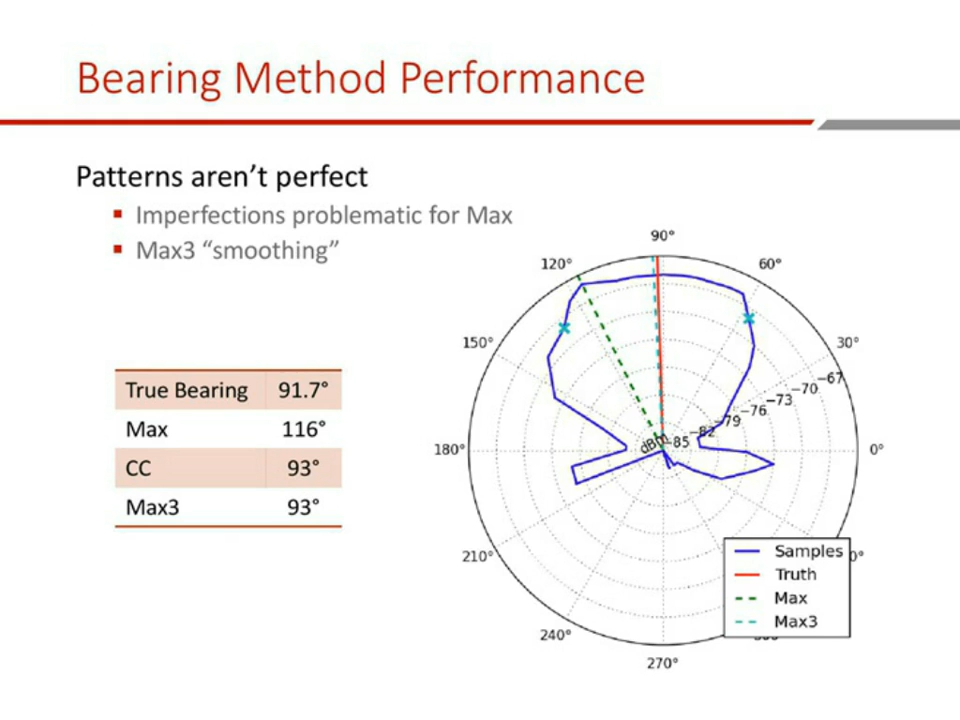 Bearing Method Performance
Patterns aren't perfect
Imperfections problematic for Max
Max3 "smoothing"
True Bearing 91.7°
Max 116°
CC 93°
Max3 93°
90°
120°
60°
150°
30°
-67
-70
-73
-76
-79
-82
-85
dBm
180°
0°
210°
0°
240°
270°
Samples
Truth
Max
Max3